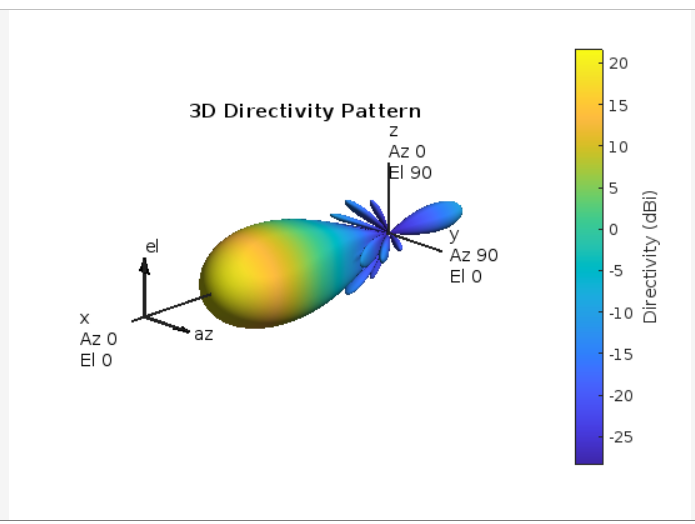 3D Directivity Pattern
z
Az 0
El 90
y
Az 90
El 0
el
az
x
Az 0
El 0
20
15
10
5
0
-5
-10
-15
-20
-25
Directivity (dBi)